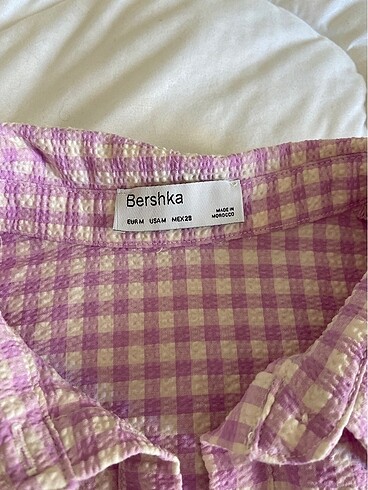 Bershka
EUR M USA M MEX 28
MADE IN
MOROCCO